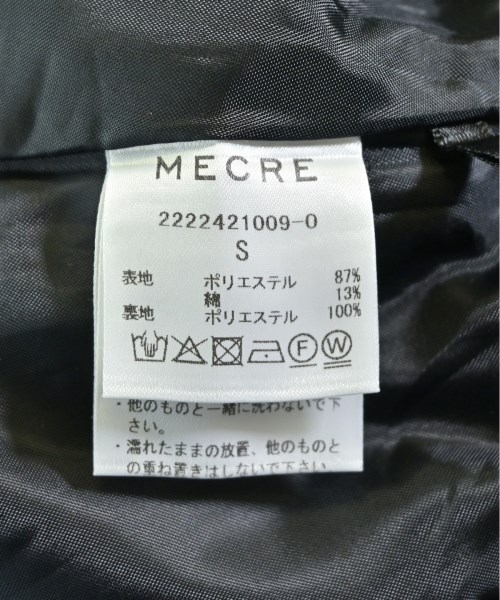 MECRE
2222421009-0
S
表地 ポリエステル 87%
綿 13%
裏地 ポリエステル 100%
F W
・他のものと一緒に洗わないで下
さい。
・濡れたままの放置、他のものと
の重ね置きはしないで下さい。